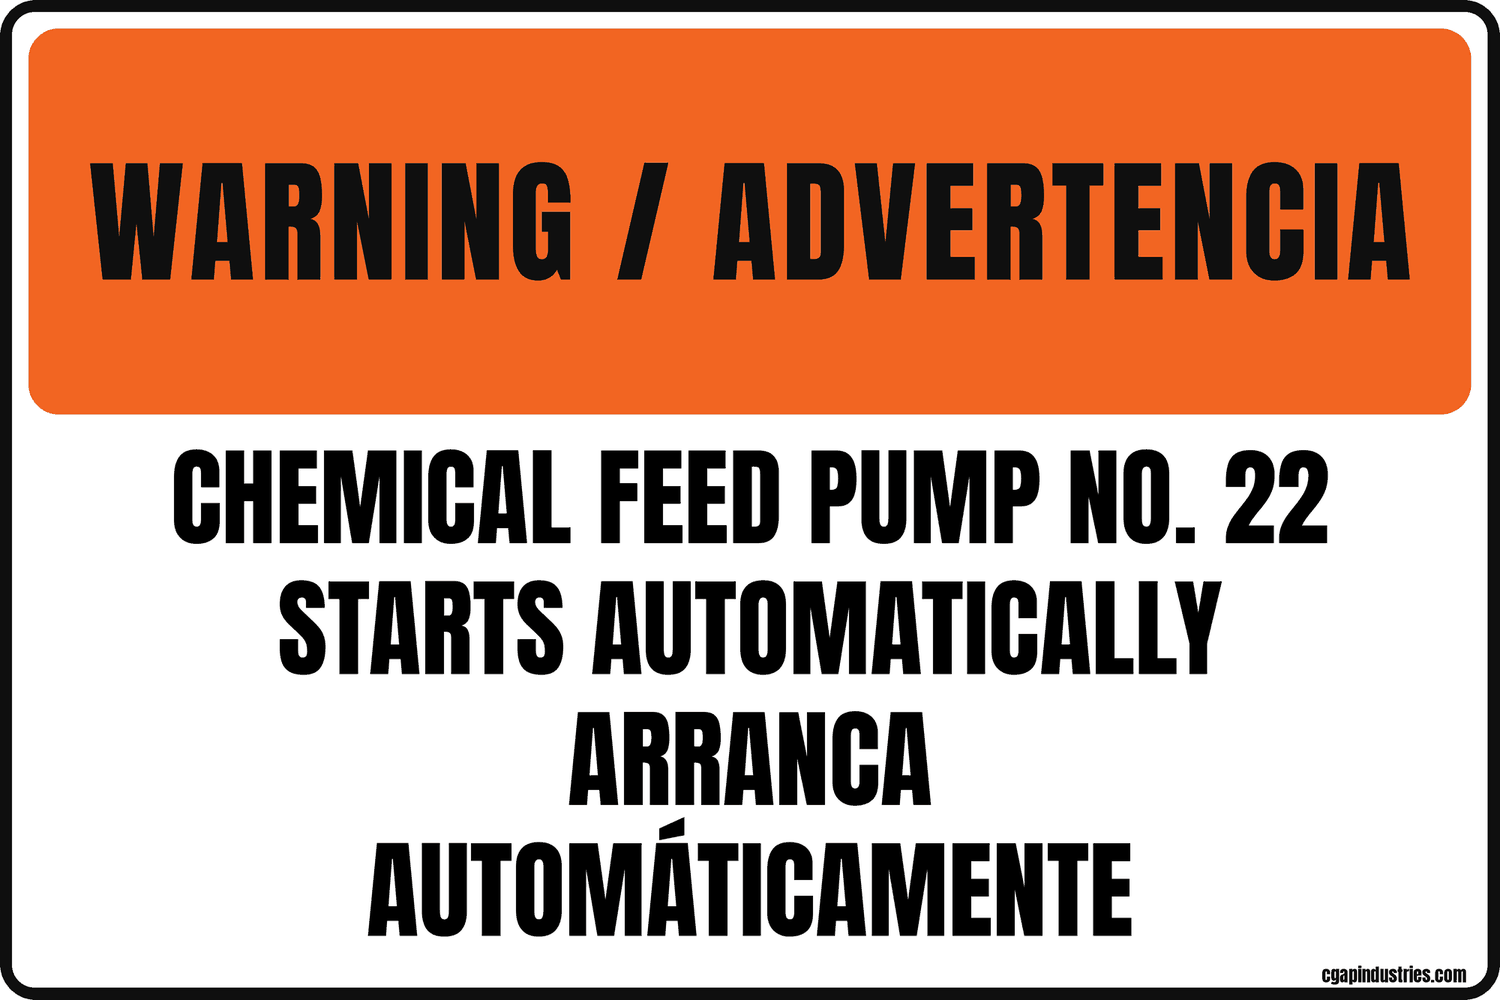 WARNING / ADVERTENCIA
CHEMICAL FEED PUMP NO. 22
STARTS AUTOMATICALLY
ARRANCA
AUTOMÁTICAMENTE
cgapindustries.com